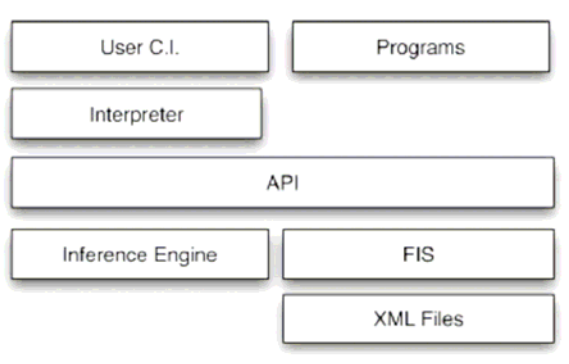 User C.I.
Programs
Interpreter
API
Inference Engine
FIS
XML Files